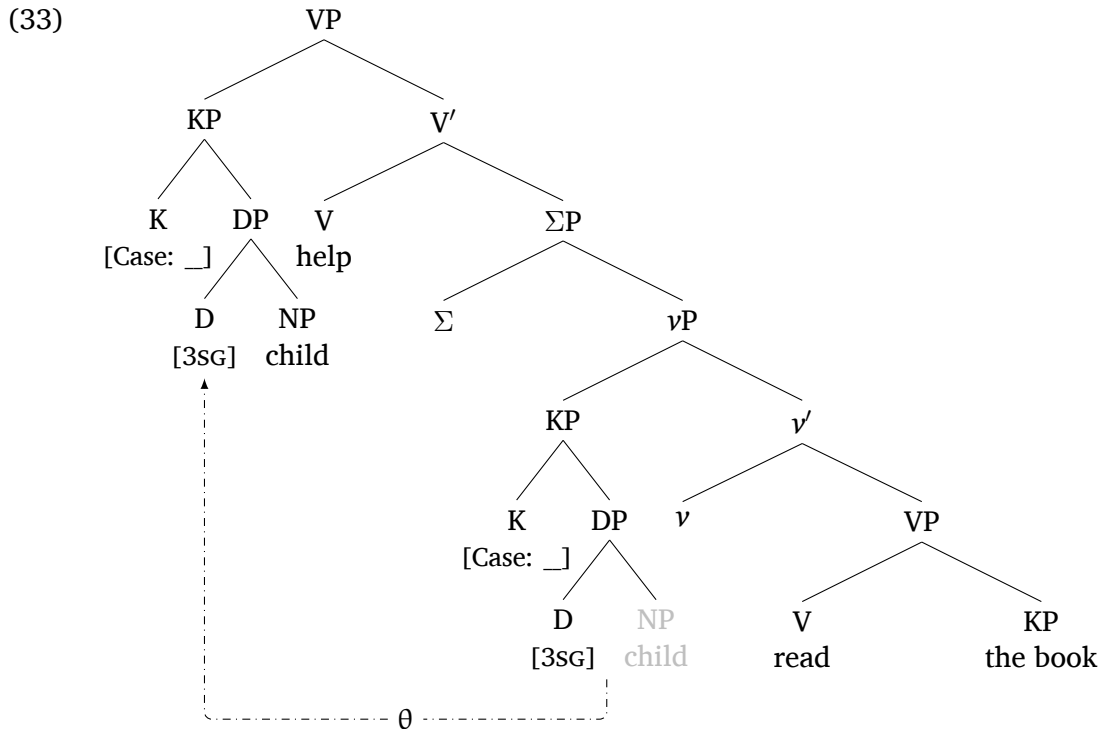 (33) VP
KP V′
K DP V ΣP
[Case: __] help
D NP Σ vP
[3SG] child
KP v′
K DP v VP
[Case: __]
D NP V KP
[3SG] child read the book
θ